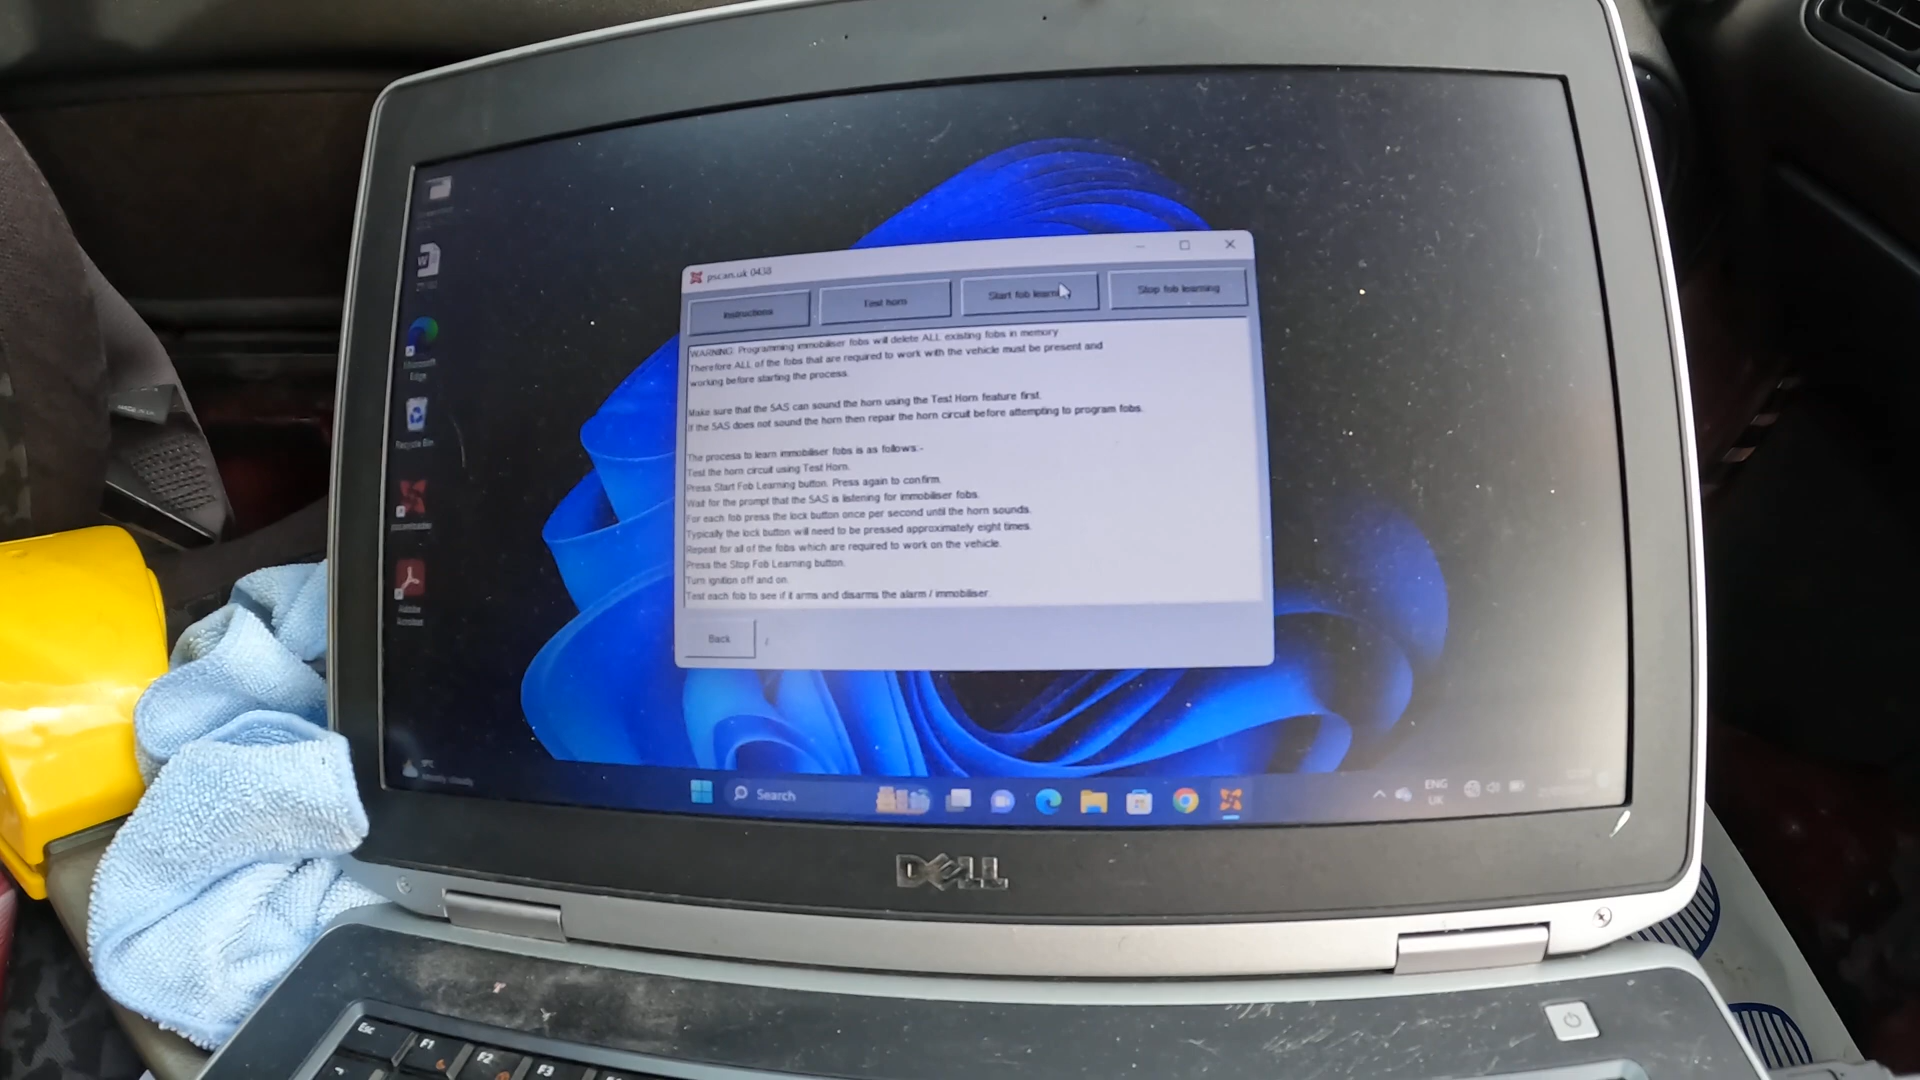 pscan.uk 0438
Instructions
Test horn
Start fob learning
Stop fob learning
WARNING: Programming immobiliser fobs will delete ALL existing fobs in memory
Therefore ALL of the fobs that are required to work with the vehicle must be present and
working before starting the process.
Make sure that the SAS can sound the horn using the Test Horn feature first.
If the SAS does not sound the horn then repair the horn circuit before attempting to program fobs.
The process to learn immobiliser fobs is as follows:-
Test the horn circuit using Test Horn.
Press Start Fob Learning button. Press again to confirm.
Wait for the prompt that the SAS is listening for immobiliser fobs.
For each fob press the lock button once per second until the horn sounds.
Typically the lock button will need to be pressed approximately eight times.
Repeat for all of the fobs which are required to work on the vehicle.
Press the Stop Fob Learning button.
Turn ignition off and on.
Test each fob to see if it arms and disarms the alarm / immobiliser.
Back
/
Microsoft
Edge
Recycle Bin
Adobe
Acrobat
Mostly cloudy
Search
ENG
UK
DELL
Esc
F1
F2
F3